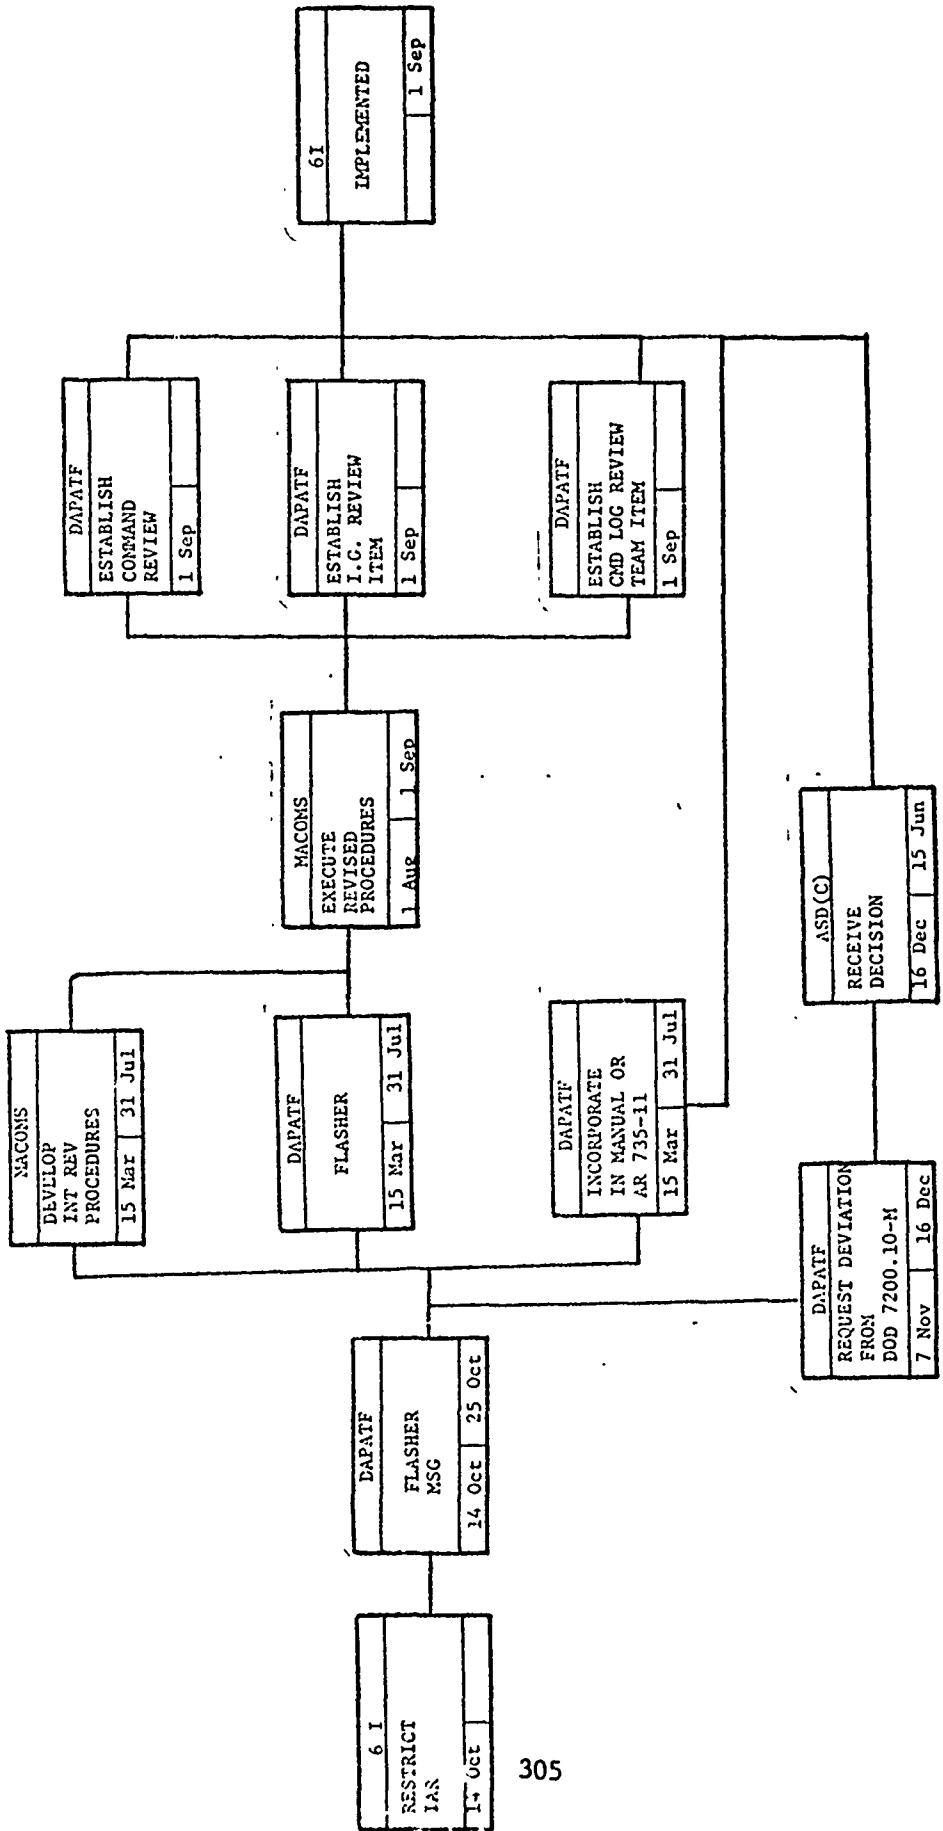 6 I
RESTRICT
IAR
14 Oct
DAPATF
FLASHER
MSG
14 Oct | 25 Oct
MACOMS
DEVELOP
INT REV
PROCEDURES
15 Mar | 31 Jul
DAPATF
FLASHER
15 Mar | 31 Jul
DAPATF
INCORPORATE
IN MANUAL OR
AR 735-11
15 Mar | 31 Jul
DAPATF
REQUEST DEVIATION
FROM
DOD 7200.10-M
7 Nov | 16 Dec
ASD(C)
RECEIVE
DECISION
16 Dec | 15 Jun
MACOMS
EXECUTE
REVISED
PROCEDURES
1 Aug | 1 Sep
DAPATF
ESTABLISH
COMMAND
REVIEW
1 Sep
DAPATF
ESTABLISH
I.G. REVIEW
ITEM
1 Sep
DAPATF
ESTABLISH
CMD LOG REVIEW
TEAM ITEM
1 Sep
6I
IMPLEMENTED
1 Sep
305